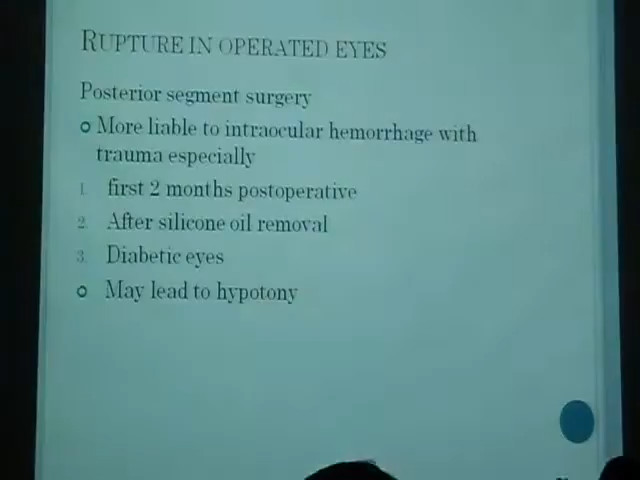 RUPTURE IN OPERATED EYES
Posterior segment surgery
More liable to intraocular hemorrhage with
trauma especially
1. first 2 months postoperative
2. After silicone oil removal
3. Diabetic eyes
May lead to hypotony